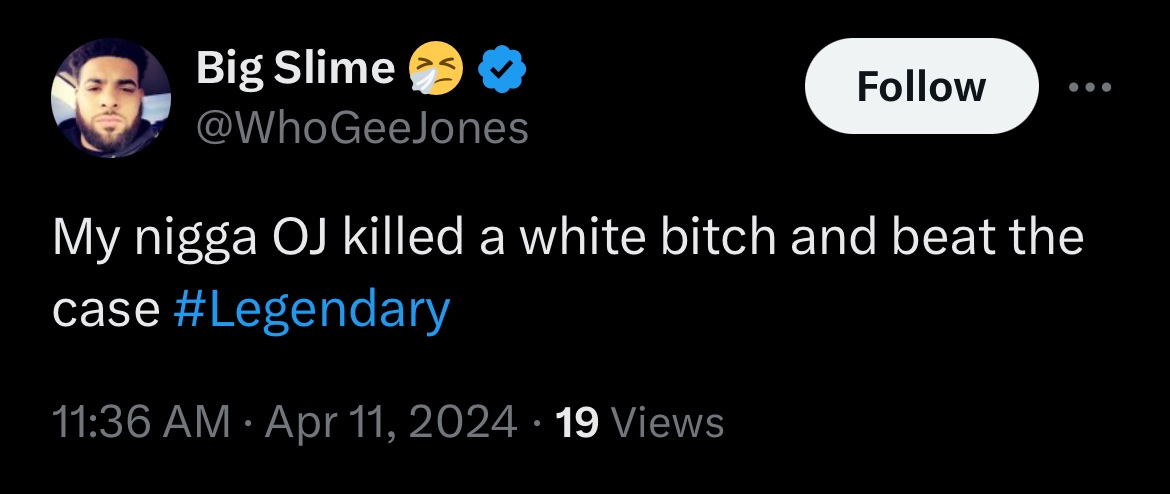 Big Slime 🤧
@WhoGeeJones
Follow
My nigga OJ killed a white bitch and beat the
case #Legendary
11:36 AM · Apr 11, 2024 · 19 Views